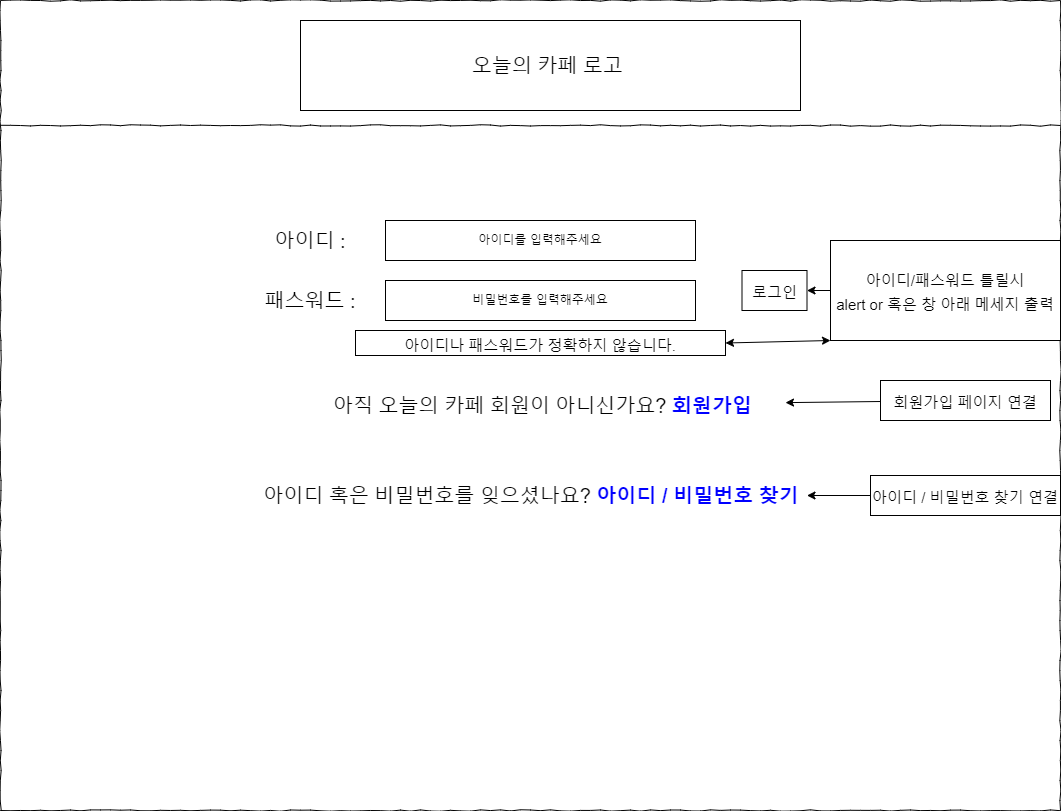 오늘의 카페 로고
아이디 :
아이디를 입력해주세요
패스워드 :
비밀번호를 입력해주세요
로그인
아이디/패스워드 틀릴시
alert or 혹은 창 아래 메세지 출력
아이디나 패스워드가 정확하지 않습니다.
아직 오늘의 카페 회원이 아니신가요? 회원가입
회원가입 페이지 연결
아이디 혹은 비밀번호를 잊으셨나요? 아이디 / 비밀번호 찾기
아이디 / 비밀번호 찾기 연결